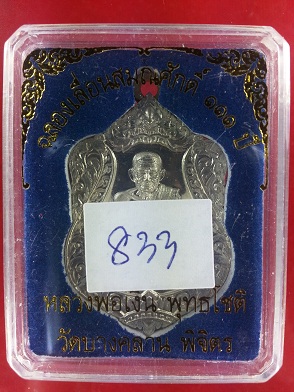 ฉลองเลื่อนสมณศักดิ์ ๑๑๑ ปี
833
หลวงพ่อเงิน พุทธโชติ
วัดบางคลาน พิจิตร